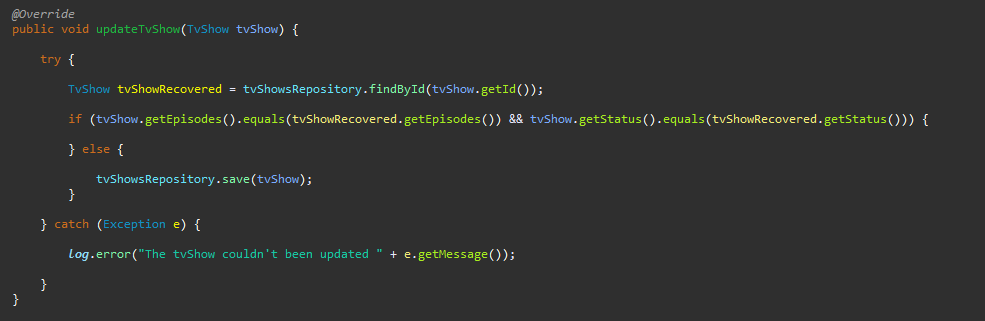 @Override
public void updateTvShow(TvShow tvShow) {
try {
TvShow tvShowRecovered = tvShowsRepository.findById(tvShow.getId());
if (tvShow.getEpisodes().equals(tvShowRecovered.getEpisodes()) && tvShow.getStatus().equals(tvShowRecovered.getStatus())) {
} else {
tvShowsRepository.save(tvShow);
}
} catch (Exception e) {
log.error("The tvShow couldn't been updated " + e.getMessage());
}
}